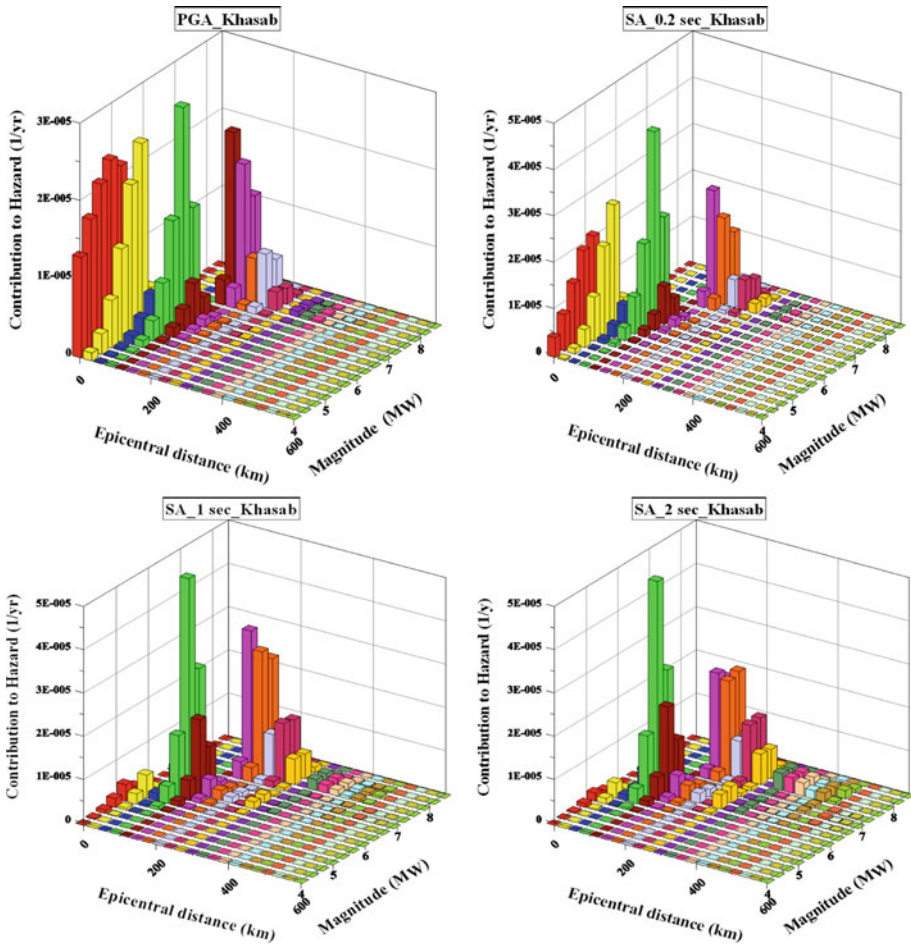 PGA_Khasab
Contribution to Hazard (1/yr)
3E-005
2E-005
1E-005
0
0
200
400
600
Epicentral distance (km)
4
5
6
7
8
Magnitude (MW)
SA_0.2 sec_Khasab
Contribution to Hazard (1/yr)
5E-005
4E-005
3E-005
2E-005
1E-005
0
0
200
400
600
Epicentral distance (km)
4
5
6
7
8
Magnitude (MW)
SA_1 sec_Khasab
Contribution to Hazard (1/yr)
5E-005
4E-005
3E-005
2E-005
1E-005
0
0
200
400
600
Epicentral distance (km)
4
5
6
7
8
Magnitude (MW)
SA_2 sec_Khasab
Contribution to Hazard (1/y)
5E-005
4E-005
3E-005
2E-005
1E-005
0
0
200
400
600
Epicentral distance (km)
4
5
6
7
8
Magnitude (MW)